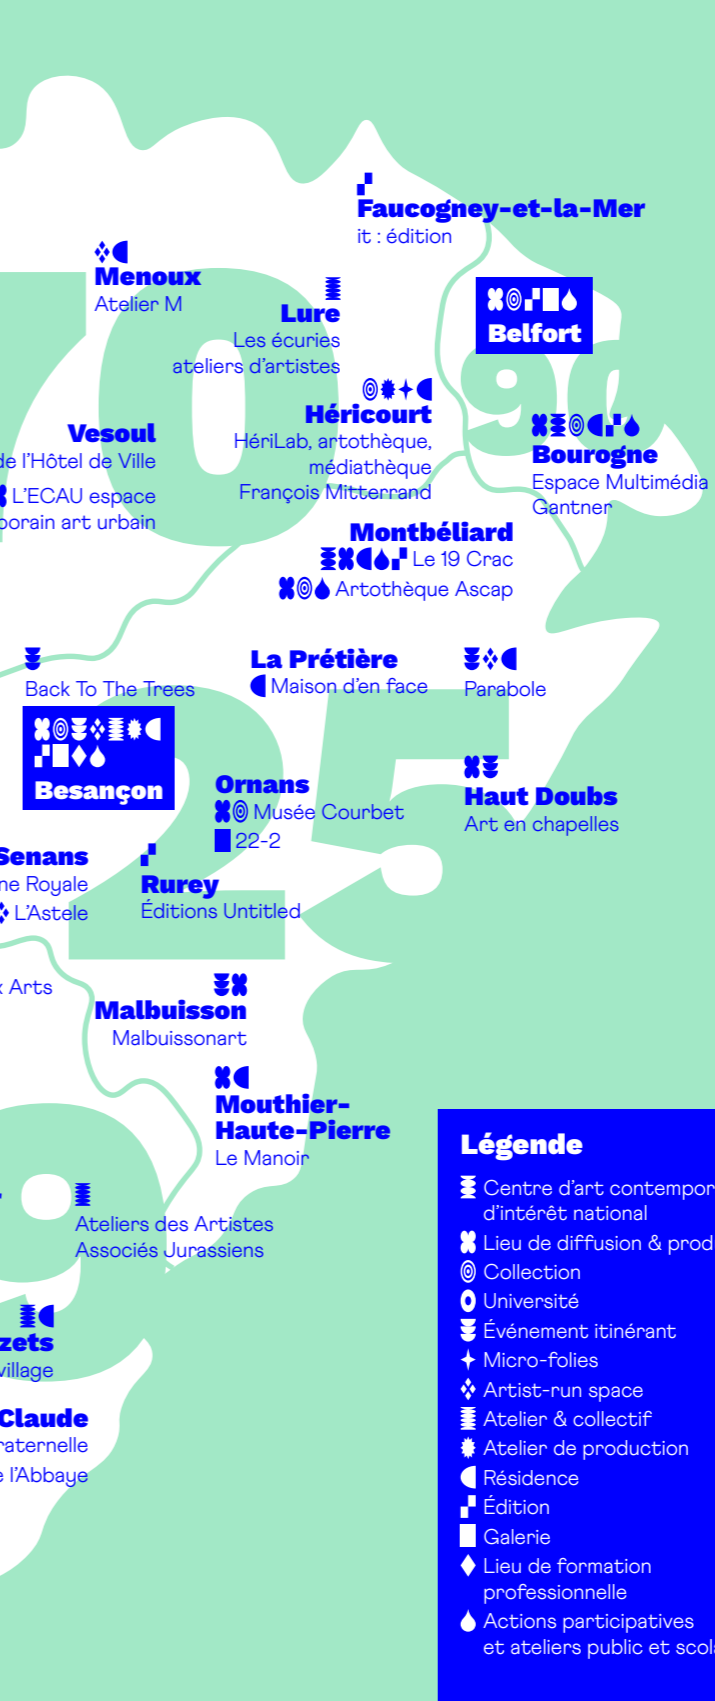 Faucogney-et-la-Mer
it : édition
Menoux
Atelier M
70
Lure
Les écuries
ateliers d'artistes
Belfort
90
Héricourt
HériLab, artothèque,
médiathèque
François Mitterrand
Vesoul
de l'Hôtel de Ville
L'ECAU espace
porain art urbain
Bourogne
Espace Multimédia
Gantner
Montbéliard
Le 19 Crac
Artothèque Ascap
Back To The Trees
La Prétière
Maison d'en face
Parabole
Besançon
25
Ornans
Musée Courbet
22-2
Haut Doubs
Art en chapelles
Senans
ne Royale
L'Astele
Rurey
Éditions Untitled
x Arts
Malbuisson
Malbuissonart
Mouthier-
Haute-Pierre
Le Manoir
9
Ateliers des Artistes
Associés Jurassiens
zets
village
Claude
raternelle
e l'Abbaye
Légende
Centre d'art contempor
d'intérêt national
Lieu de diffusion & prod
Collection
Université
Événement itinérant
Micro-folies
Artist-run space
Atelier & collectif
Atelier de production
Résidence
Édition
Galerie
Lieu de formation
professionnelle
Actions participatives
et ateliers public et scol